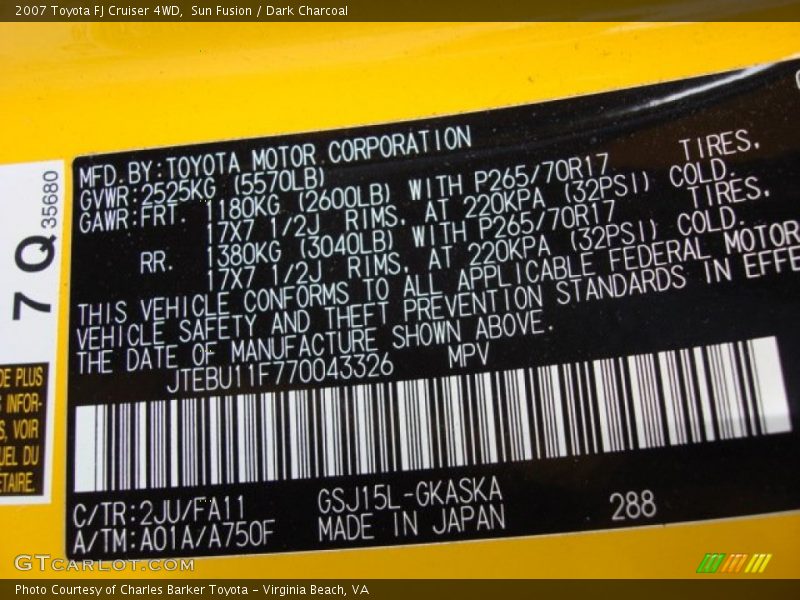 2007 Toyota FJ Cruiser 4WD,  Sun Fusion / Dark Charcoal
MFD.BY:TOYOTA MOTOR CORPORATION
GVWR:2525KG (5570LB)
GAWR:FRT. 1180KG (2600LB) WITH P265/70R17 TIRES,
17X7 1/2J RIMS, AT 220KPA (32PSI) COLD.
RR. 1380KG (3040LB) WITH P265/70R17 TIRES,
17X7 1/2J RIMS, AT 220KPA (32PSI) COLD.
THIS VEHICLE CONFORMS TO ALL APPLICABLE FEDERAL MOTOR
VEHICLE SAFETY AND THEFT PREVENTION STANDARDS IN EFFE
THE DATE OF MANUFACTURE SHOWN ABOVE.
JTEBU11F770043326 MPV
C/TR:2JU/FA11 GSJ15L-GKASKA 288
A/TM:A01A/A750F MADE IN JAPAN
7 Q 35680
DE PLUS
INFOR-
S, VOIR
UEL DU
ETAIRE.
GTCARLOT.COM
Photo Courtesy of Charles Barker Toyota - Virginia Beach, VA